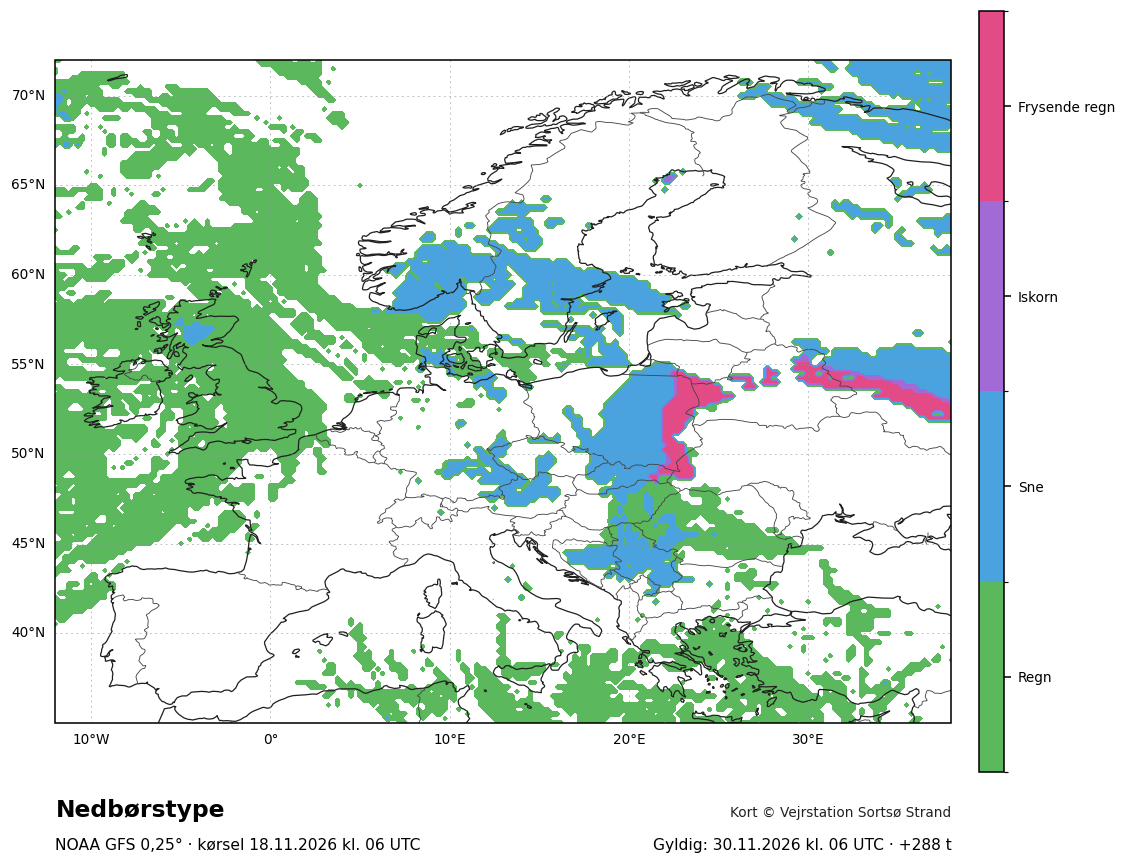 70°N
65°N
60°N
55°N
50°N
45°N
40°N
10°W
0°
10°E
20°E
30°E
Frysende regn
Iskorn
Sne
Regn
Nedbørstype
Kort © Vejrstation Sortsø Strand
NOAA GFS 0,25° · kørsel 18.11.2026 kl. 06 UTC
Gyldig: 30.11.2026 kl. 06 UTC · +288 t